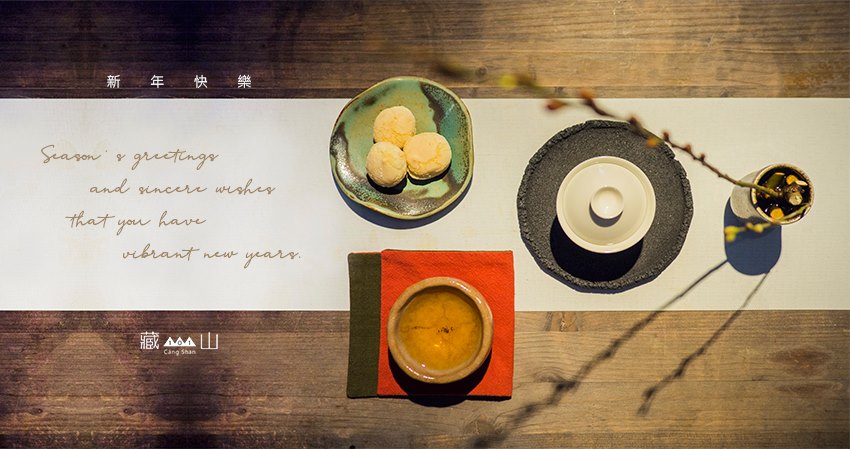 新年快樂
Season's greetings
and sincere wishes
that you have
vibrant new years.
藏 101 山
Cang Shan